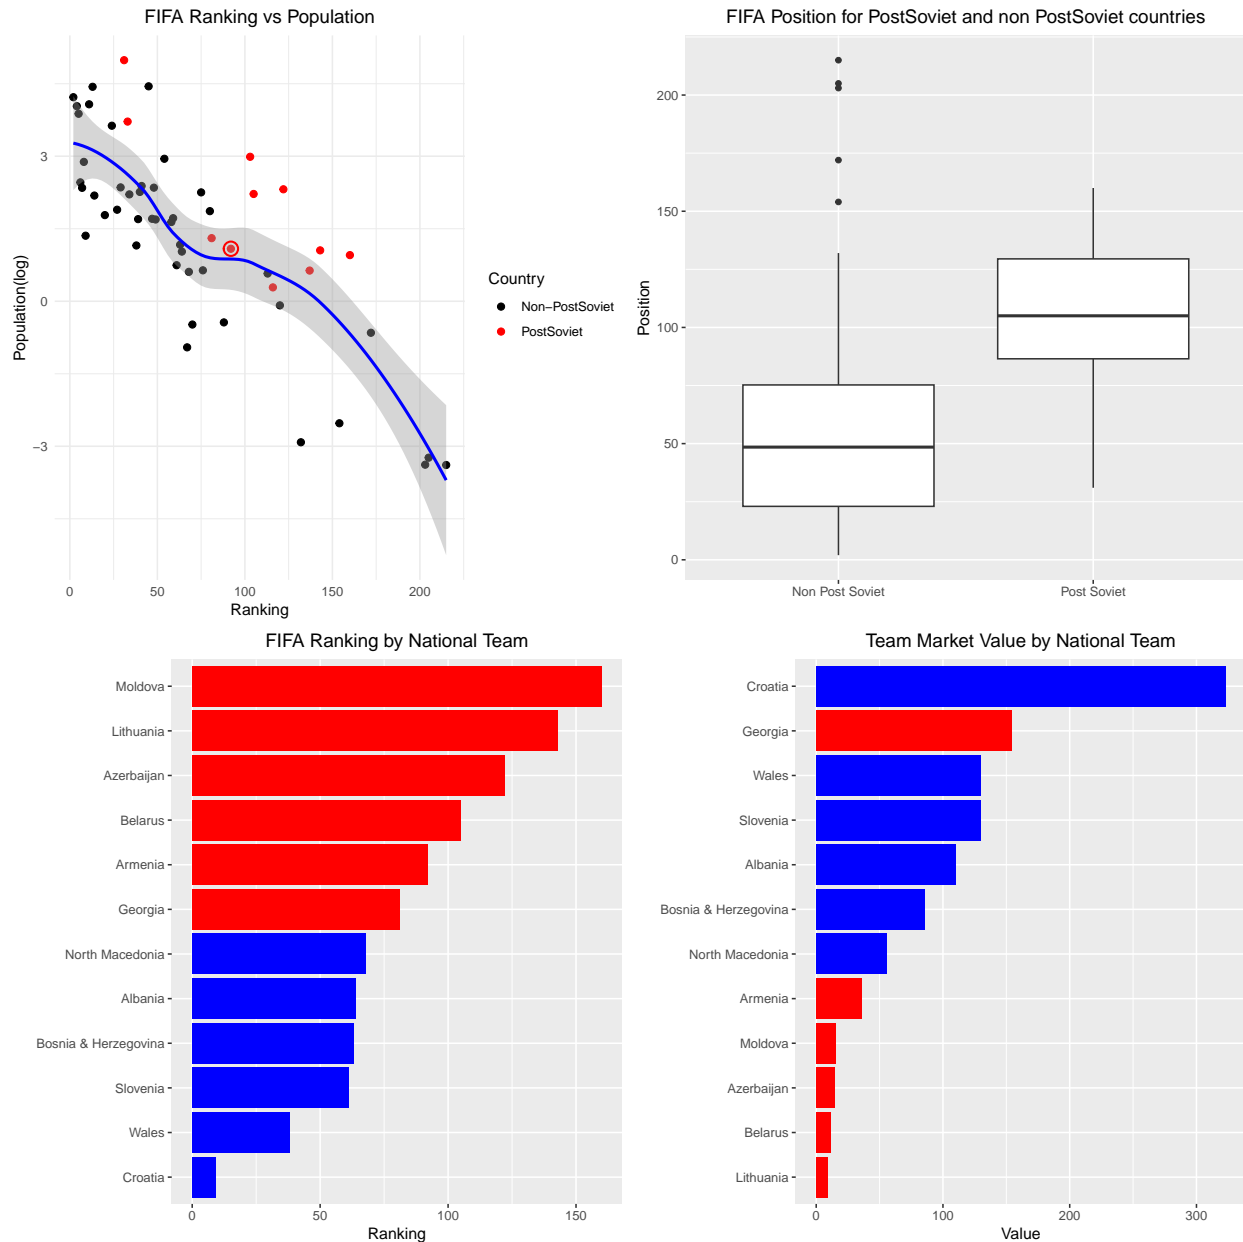 FIFA Ranking vs Population
Population(log)
3
0
−3
0 50 100 150 200
Ranking
Country
Non−PostSoviet
PostSoviet
FIFA Position for PostSoviet and non PostSoviet countries
Position
200
150
100
50
0
Non Post Soviet Post Soviet
FIFA Ranking by National Team
Moldova
Lithuania
Azerbaijan
Belarus
Armenia
Georgia
North Macedonia
Albania
Bosnia & Herzegovina
Slovenia
Wales
Croatia
0 50 100 150
Ranking
Team Market Value by National Team
Croatia
Georgia
Wales
Slovenia
Albania
Bosnia & Herzegovina
North Macedonia
Armenia
Moldova
Azerbaijan
Belarus
Lithuania
0 100 200 300
Value